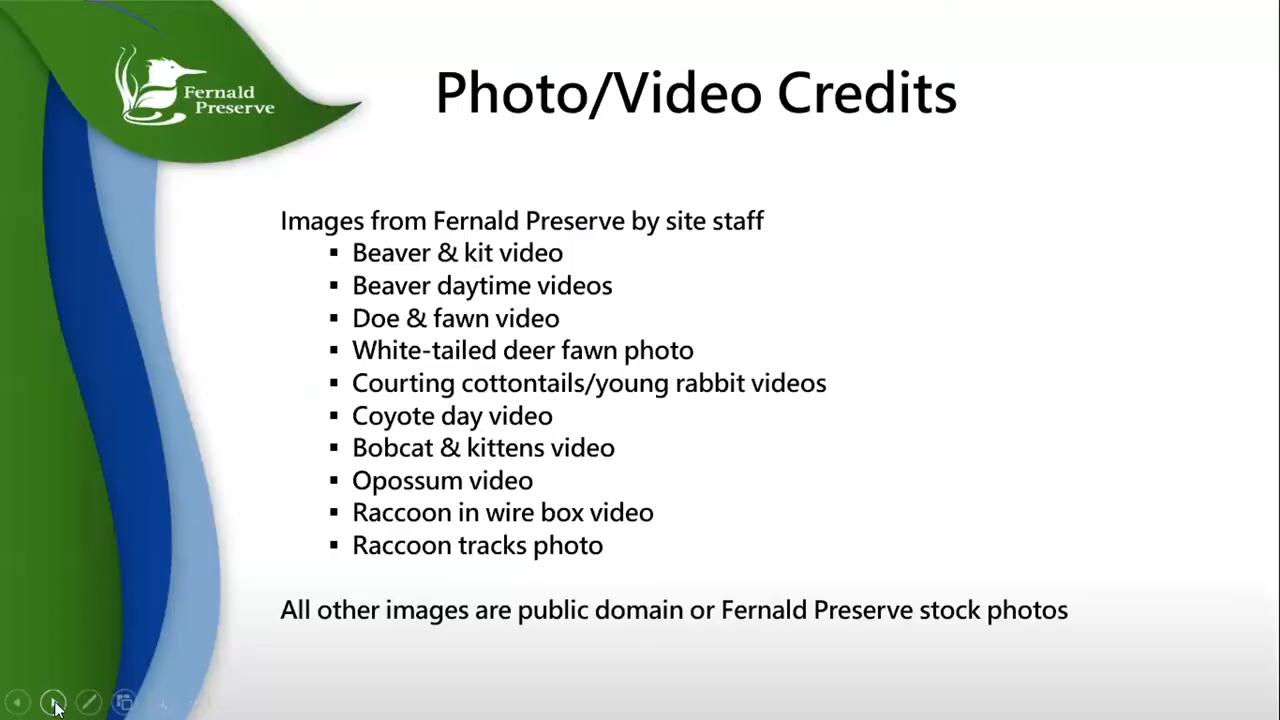 Fernald
Preserve
Photo/Video Credits
Images from Fernald Preserve by site staff
▪ Beaver & kit video
▪ Beaver daytime videos
▪ Doe & fawn video
▪ White-tailed deer fawn photo
▪ Courting cottontails/young rabbit videos
▪ Coyote day video
▪ Bobcat & kittens video
▪ Opossum video
▪ Raccoon in wire box video
▪ Raccoon tracks photo
All other images are public domain or Fernald Preserve stock photos